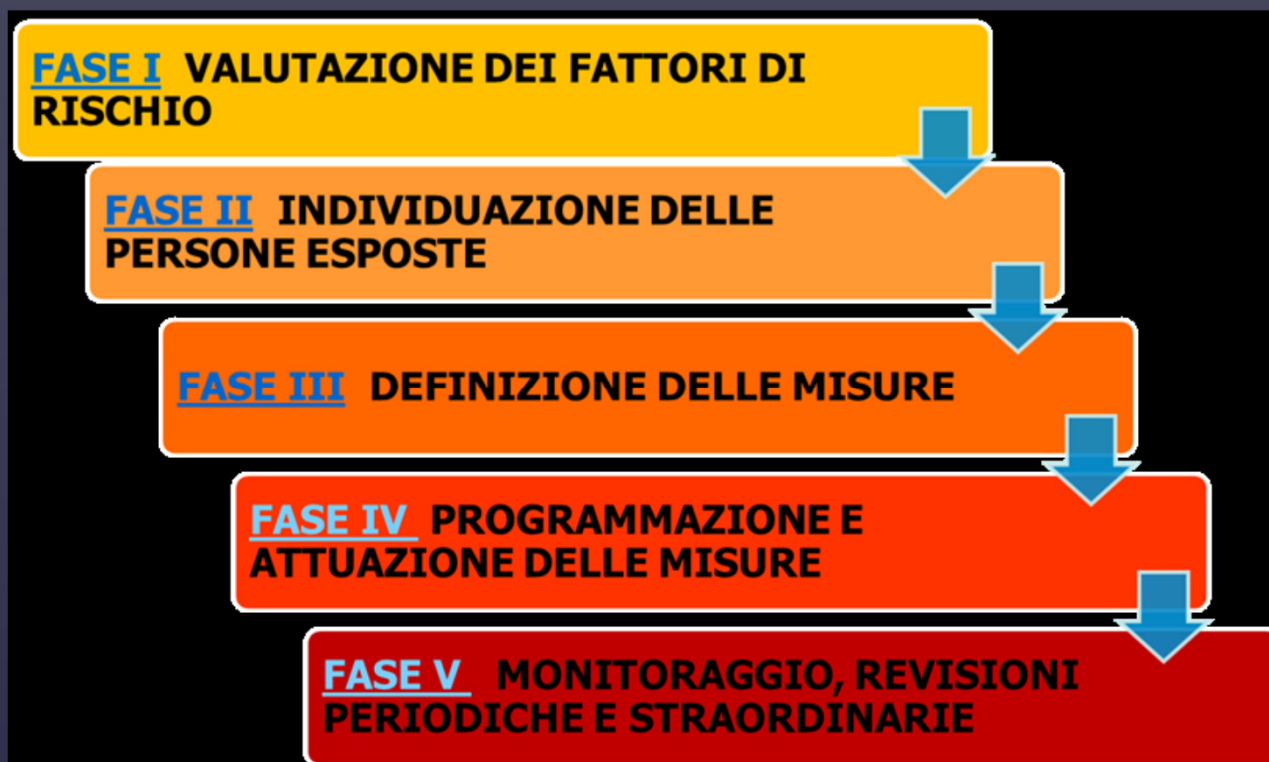 FASE I VALUTAZIONE DEI FATTORI DI
RISCHIO
FASE II INDIVIDUAZIONE DELLE
PERSONE ESPOSTE
FASE III DEFINIZIONE DELLE MISURE
FASE IV PROGRAMMAZIONE E
ATTUAZIONE DELLE MISURE
FASE V MONITORAGGIO, REVISIONI
PERIODICHE E STRAORDINARIE